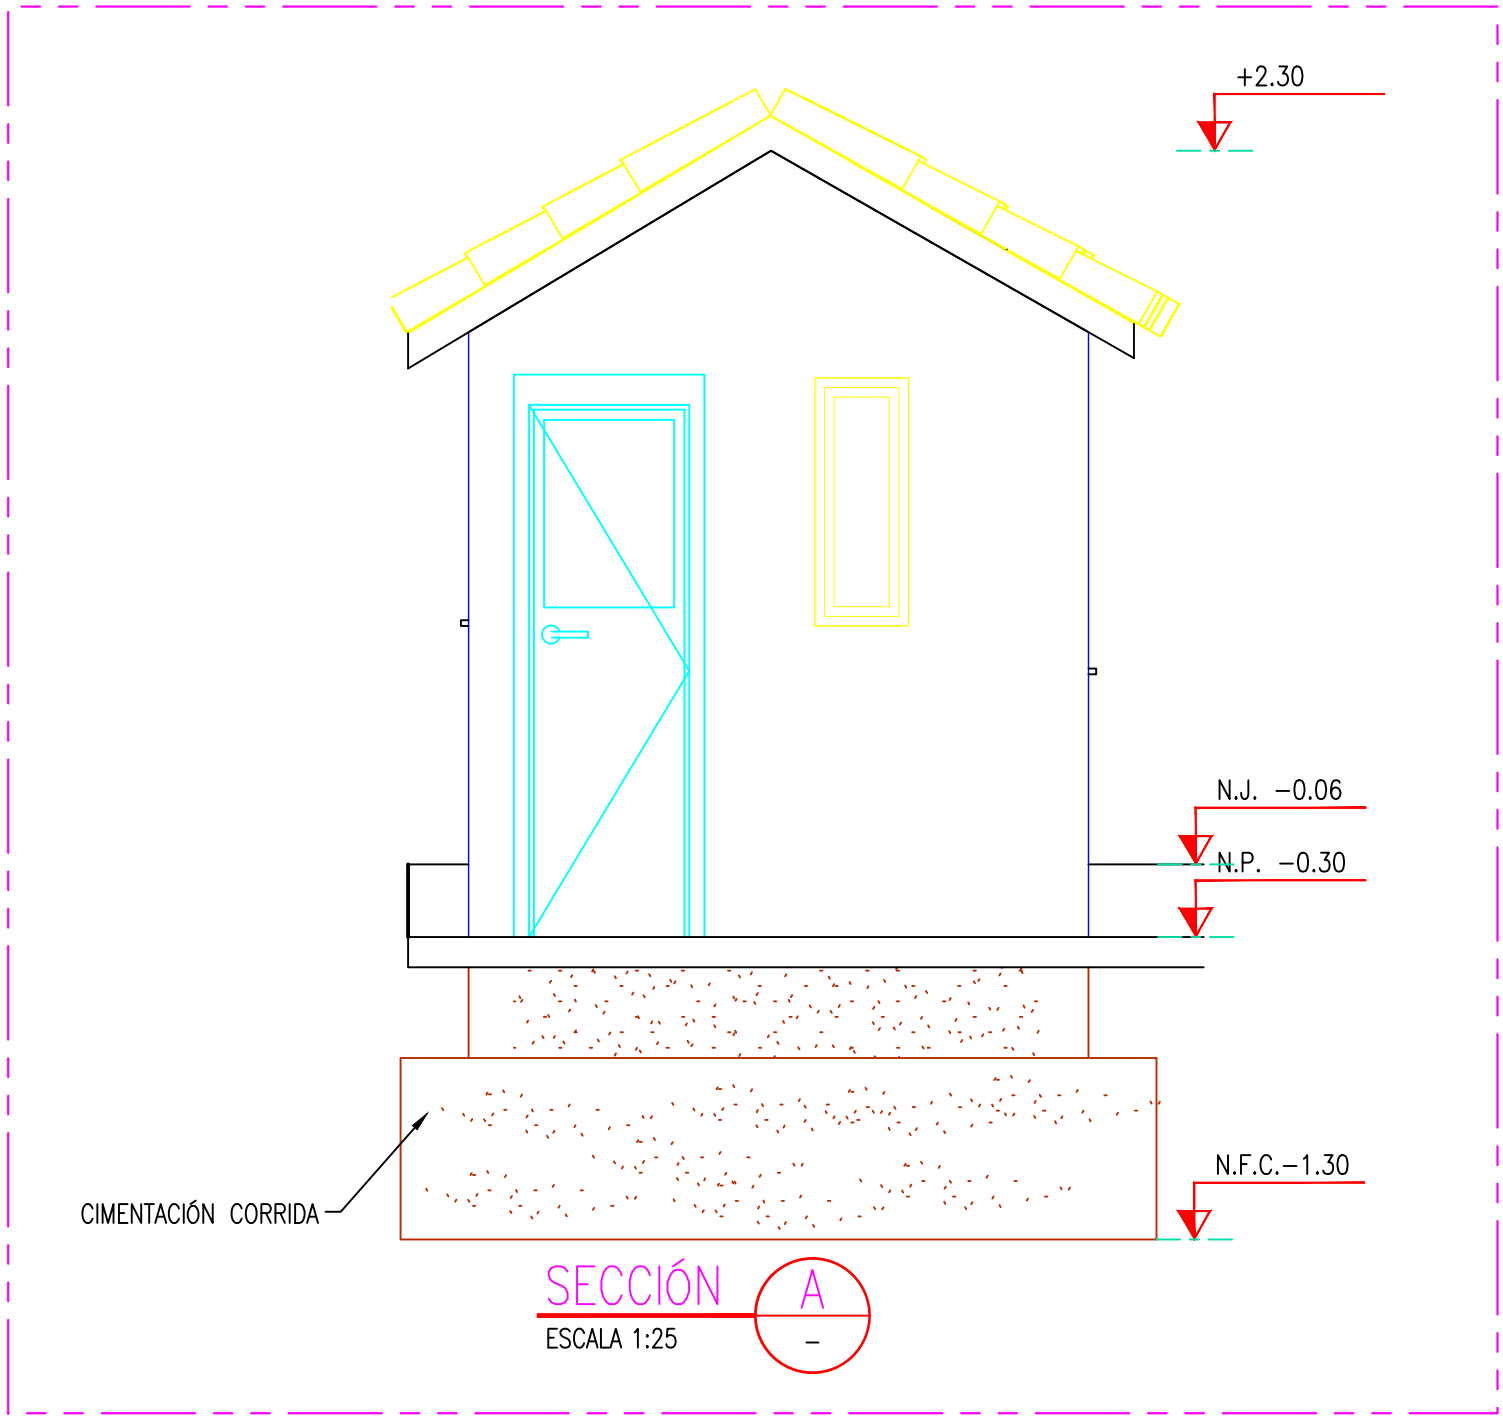 +2.30
N.J. -0.06
N.P. -0.30
N.F.C.-1.30
CIMENTACIÓN CORRIDA
SECCIÓN A
ESCALA 1:25 -